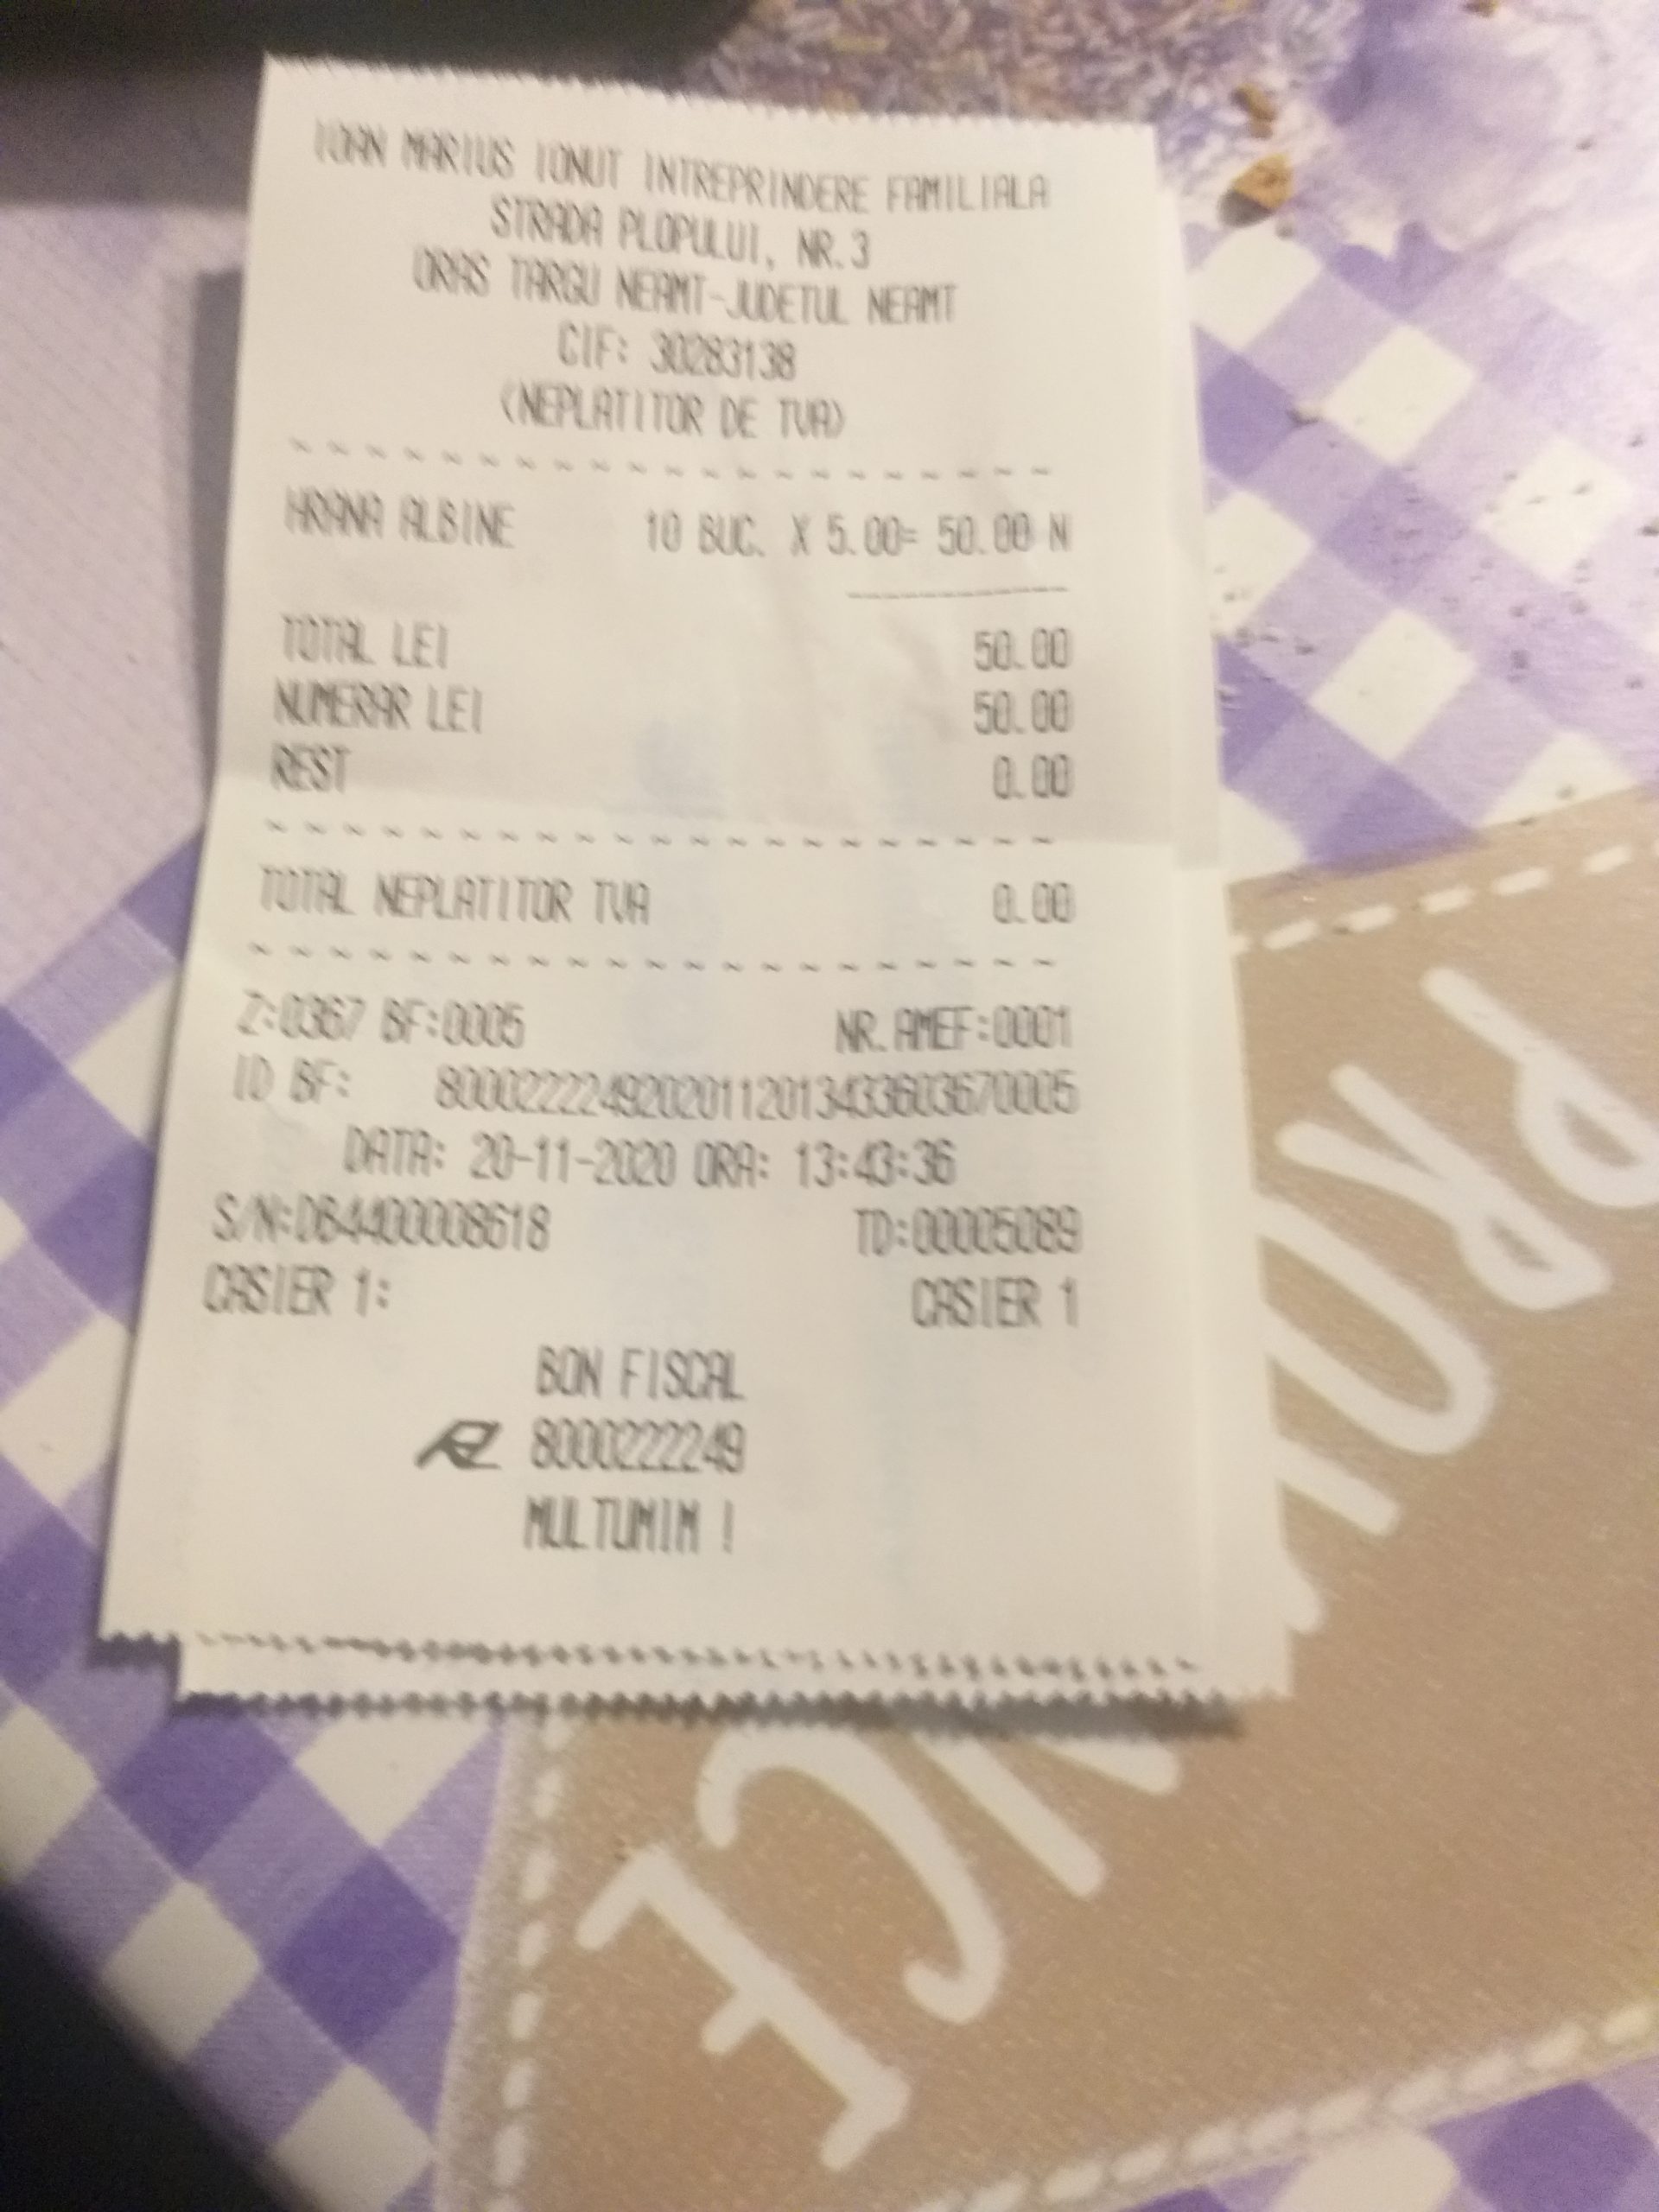 IOAN MARIUS IONUT INTREPRINDERE FAMILIALA
STRADA PLOPULUI, NR.3
ORAS TARGU NEAMT-JUDETUL NEAMT
CIF: 30283138
(NEPLATITOR DE TVA)
~ ~ ~ ~ ~ ~ ~ ~ ~ ~ ~ ~ ~ ~ ~ ~ ~ ~ ~ ~ ~
HRANA ALBINE 10 BUC. X 5.00= 50.00 N
------------
TOTAL LEI 50.00
NUMERAR LEI 50.00
REST 0.00
~ ~ ~ ~ ~ ~ ~ ~ ~ ~ ~ ~ ~ ~ ~ ~ ~ ~ ~ ~ ~
TOTAL NEPLATITOR TVA 0.00
~ ~ ~ ~ ~ ~ ~ ~ ~ ~ ~ ~ ~ ~ ~ ~ ~ ~ ~ ~ ~ ~
Z:0367 BF:0005 NR.AMEF:0001
ID BF: 80002222492020112013433603670005
DATA: 20-11-2020 ORA: 13:43:36
S/N:DB4400008618 TD:00005089
CASIER 1: CASIER 1
BON FISCAL
8000222249
MULTUMIM !